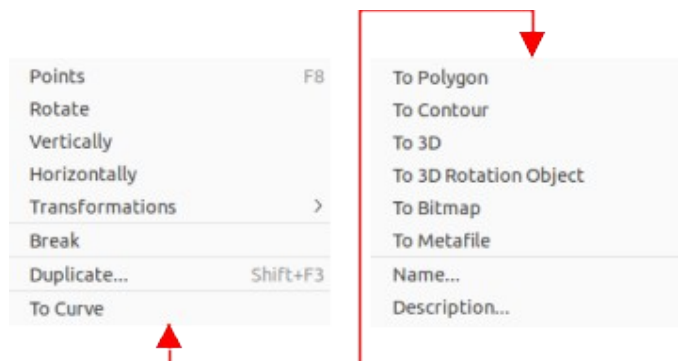 Points F8
Rotate
Vertically
Horizontally
Transformations >
Break
Duplicate... Shift+F3
To Curve
To Polygon
To Contour
To 3D
To 3D Rotation Object
To Bitmap
To Metafile
Name...
Description...